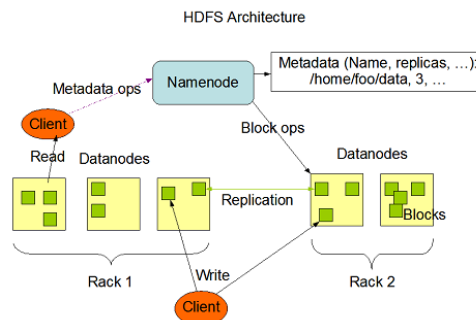 HDFS Architecture
Metadata (Name, replicas, …):
/home/foo/data, 3, …
Namenode
Metadata ops
Client
Block ops
Read
Datanodes
Datanodes
Replication
Blocks
Rack 1
Write
Rack 2
Client